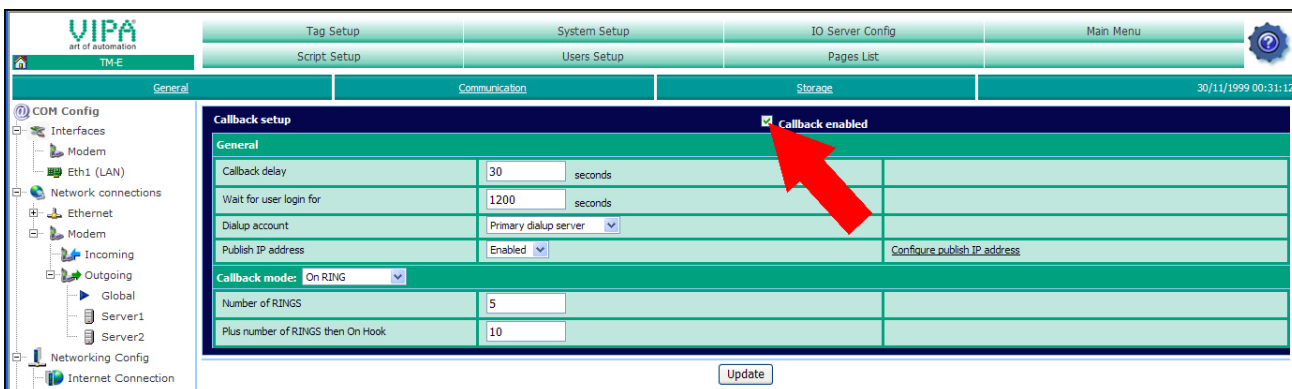 VIPA
art of automation
TM-E
Tag Setup System Setup IO Server Config Main Menu
Script Setup Users Setup Pages List
General Communication Storage 30/11/1999 00:31:12
COM Config
Interfaces
Modem
Eth1 (LAN)
Network connections
Ethernet
Modem
Incoming
Outgoing
Global
Server1
Server2
Networking Config
Internet Connection
Callback setup Callback enabled
General
Callback delay 30 seconds
Wait for user login for 1200 seconds
Dialup account Primary dialup server
Publish IP address Enabled Configure publish IP address
Callback mode: On RING
Number of RINGS 5
Plus number of RINGS then On Hook 10
Update